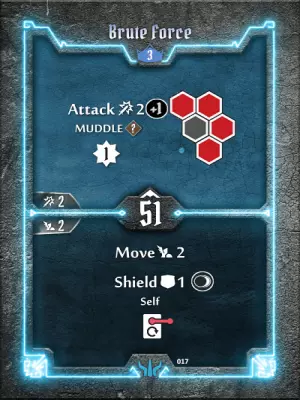 Brute Force
3
Attack 2 +1
MUDDLE ?
1
2
51
2
Move 2
Shield 1
Self
017